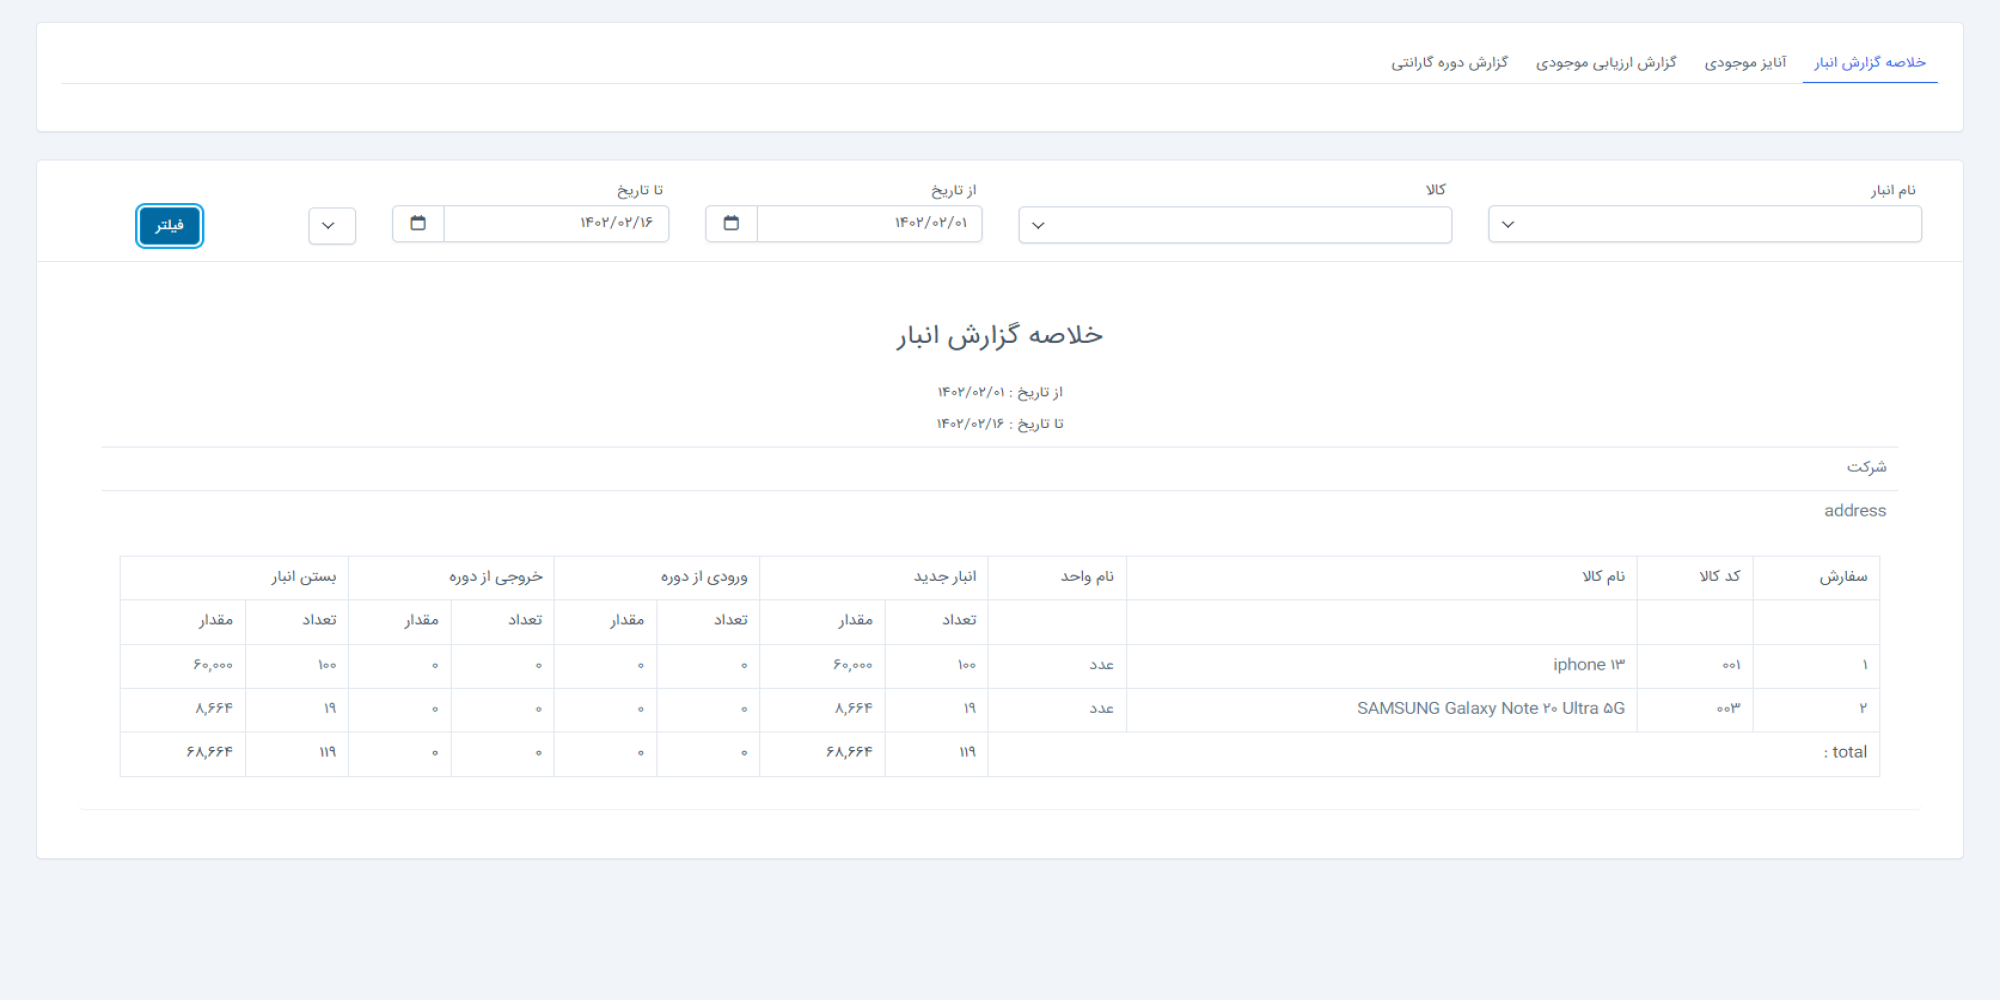 خلاصه گزارش انبار آنایز موجودی گزارش ارزیابی موجودی گزارش دوره گارانتی
نام انبار کالا از تاریخ تا تاریخ
۱۴۰۲/۰۲/۰۱ ۱۴۰۲/۰۲/۱۶ فیلتر
خلاصه گزارش انبار
از تاریخ : ۱۴۰۲/۰۲/۰۱
تا تاریخ : ۱۴۰۲/۰۲/۱۶
شرکت
address
سفارش کد کالا نام کالا نام واحد انبار جدید ورودی از دوره خروجی از دوره بستن انبار
تعداد مقدار تعداد مقدار تعداد مقدار تعداد مقدار
۱ ۰۰۱ iphone ۱۳ عدد ۱۰۰ ۶۰,۰۰۰ ۰ ۰ ۰ ۰ ۱۰۰ ۶۰,۰۰۰
۲ ۰۰۳ SAMSUNG Galaxy Note ۲۰ Ultra ۵G عدد ۱۹ ۸,۶۶۴ ۰ ۰ ۰ ۰ ۱۹ ۸,۶۶۴
total : ۱۱۹ ۶۸,۶۶۴ ۰ ۰ ۰ ۰ ۱۱۹ ۶۸,۶۶۴